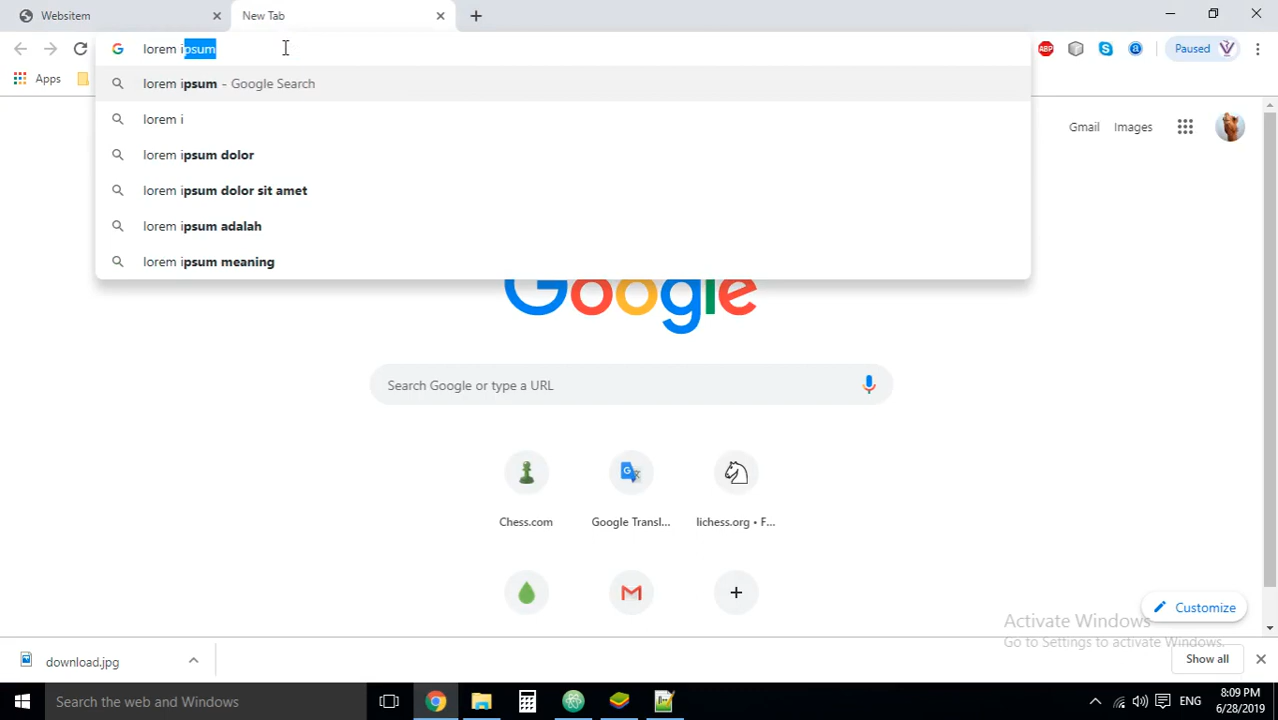 Websitem
New Tab
lorem ipsum
Paused
Apps
lorem ipsum - Google Search
lorem i
lorem ipsum dolor
lorem ipsum dolor sit amet
lorem ipsum adalah
lorem ipsum meaning
Gmail Images
Google
Search Google or type a URL
Chess.com Google Transl... lichess.org • F...
Customize
Activate Windows
Go to Settings to activate Windows.
download.jpg
Show all
Search the web and Windows
ENG
8:09 PM
6/28/2019
ABP